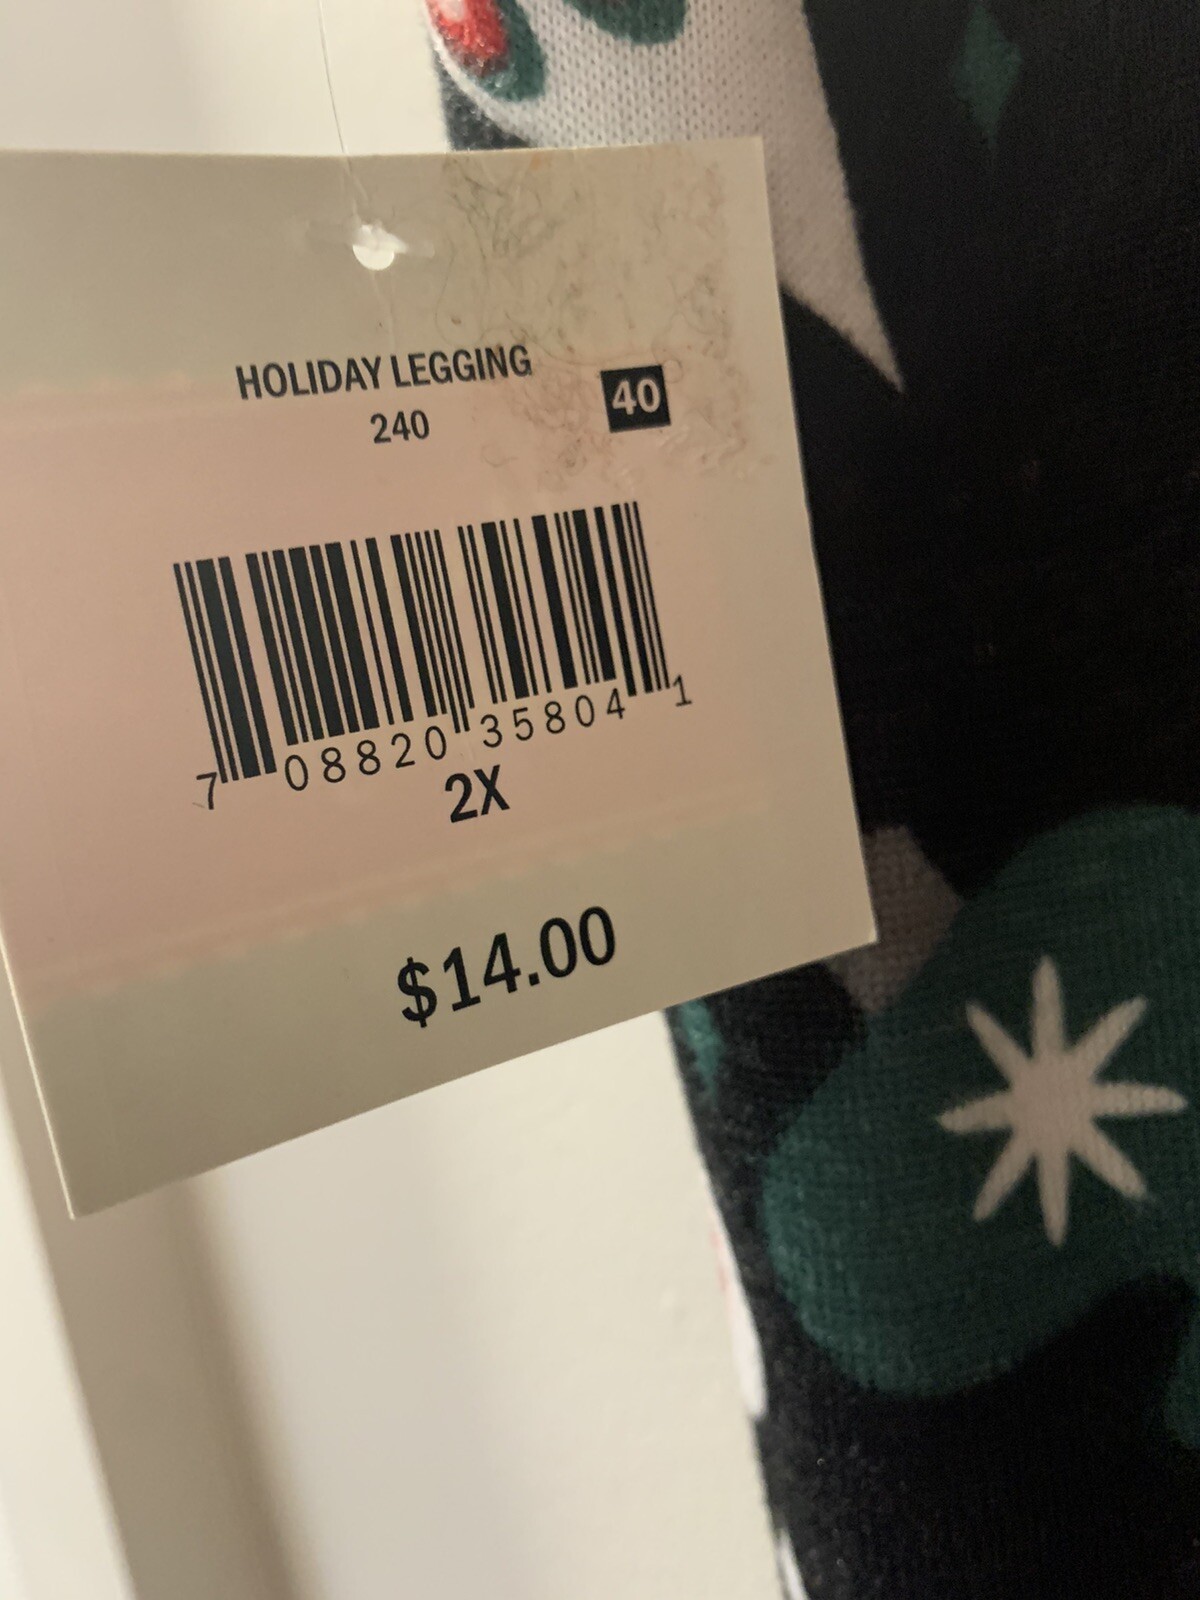 HOLIDAY LEGGING
240
40
7 08820 35804 1
2X
$14.00